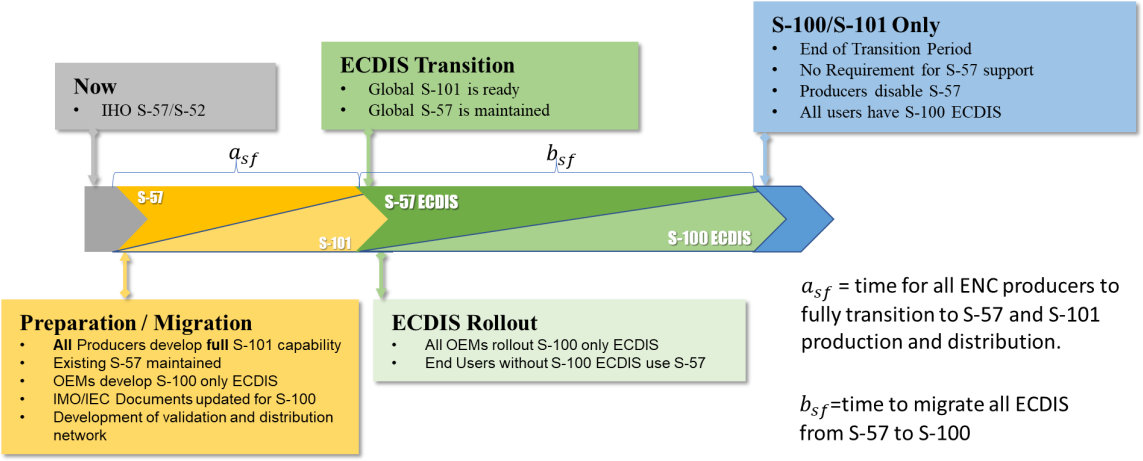 Now
• IHO S-57/S-52
ECDIS Transition
• Global S-101 is ready
• Global S-57 is maintained
S-100/S-101 Only
• End of Transition Period
• No Requirement for S-57 support
• Producers disable S-57
• All users have S-100 ECDIS
a_sf
b_sf
S-57
S-101
S-57 ECDIS
S-100 ECDIS
Preparation / Migration
• All Producers develop full S-101 capability
• Existing S-57 maintained
• OEMs develop S-100 only ECDIS
• IMO/IEC Documents updated for S-100
• Development of validation and distribution
network
ECDIS Rollout
• All OEMs rollout S-100 only ECDIS
• End Users without S-100 ECDIS use S-57
a_sf = time for all ENC producers to
fully transition to S-57 and S-101
production and distribution.
b_sf=time to migrate all ECDIS
from S-57 to S-100